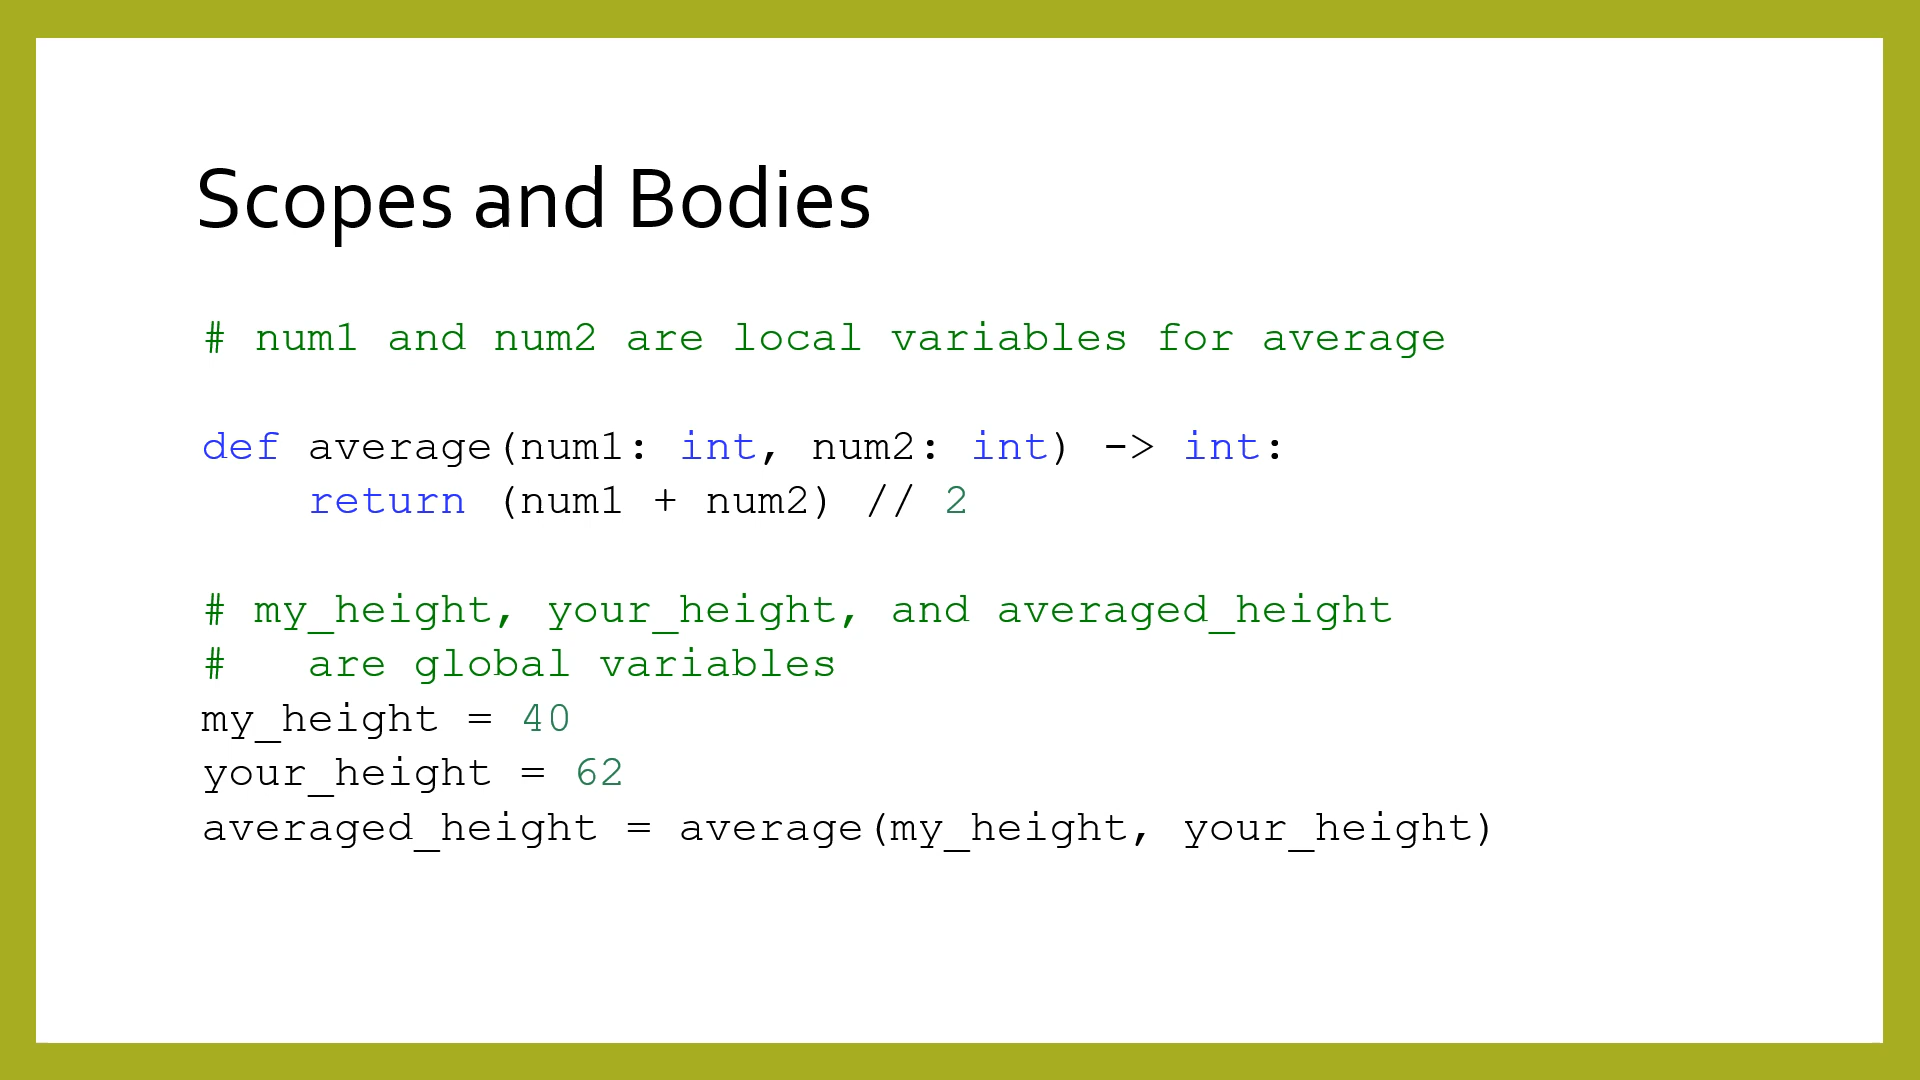 Scopes and Bodies
# num1 and num2 are local variables for average
def average(num1: int, num2: int) -> int:
    return (num1 + num2) // 2
# my_height, your_height, and averaged_height
#   are global variables
my_height = 40
your_height = 62
averaged_height = average(my_height, your_height)